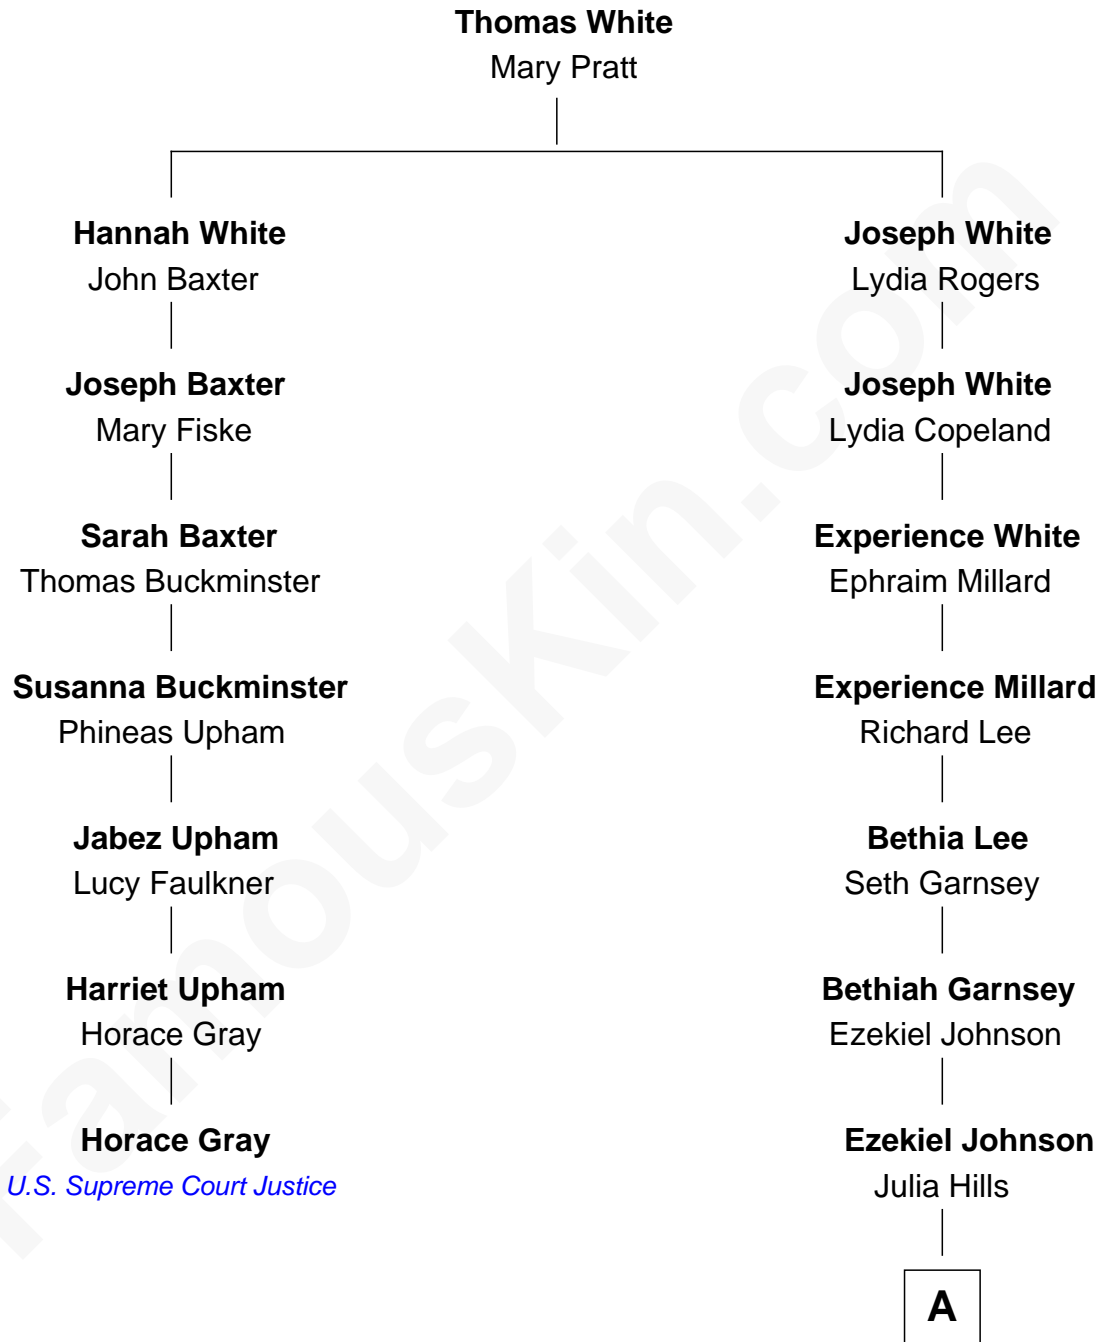 Thomas White
Mary Pratt
Hannah White
John Baxter
Joseph Baxter
Mary Fiske
Sarah Baxter
Thomas Buckminster
Susanna Buckminster
Phineas Upham
Jabez Upham
Lucy Faulkner
Harriet Upham
Horace Gray
Horace Gray
U.S. Supreme Court Justice
Joseph White
Lydia Rogers
Joseph White
Lydia Copeland
Experience White
Ephraim Millard
Experience Millard
Richard Lee
Bethia Lee
Seth Garnsey
Bethiah Garnsey
Ezekiel Johnson
Ezekiel Johnson
Julia Hills
A
FamousKin.com